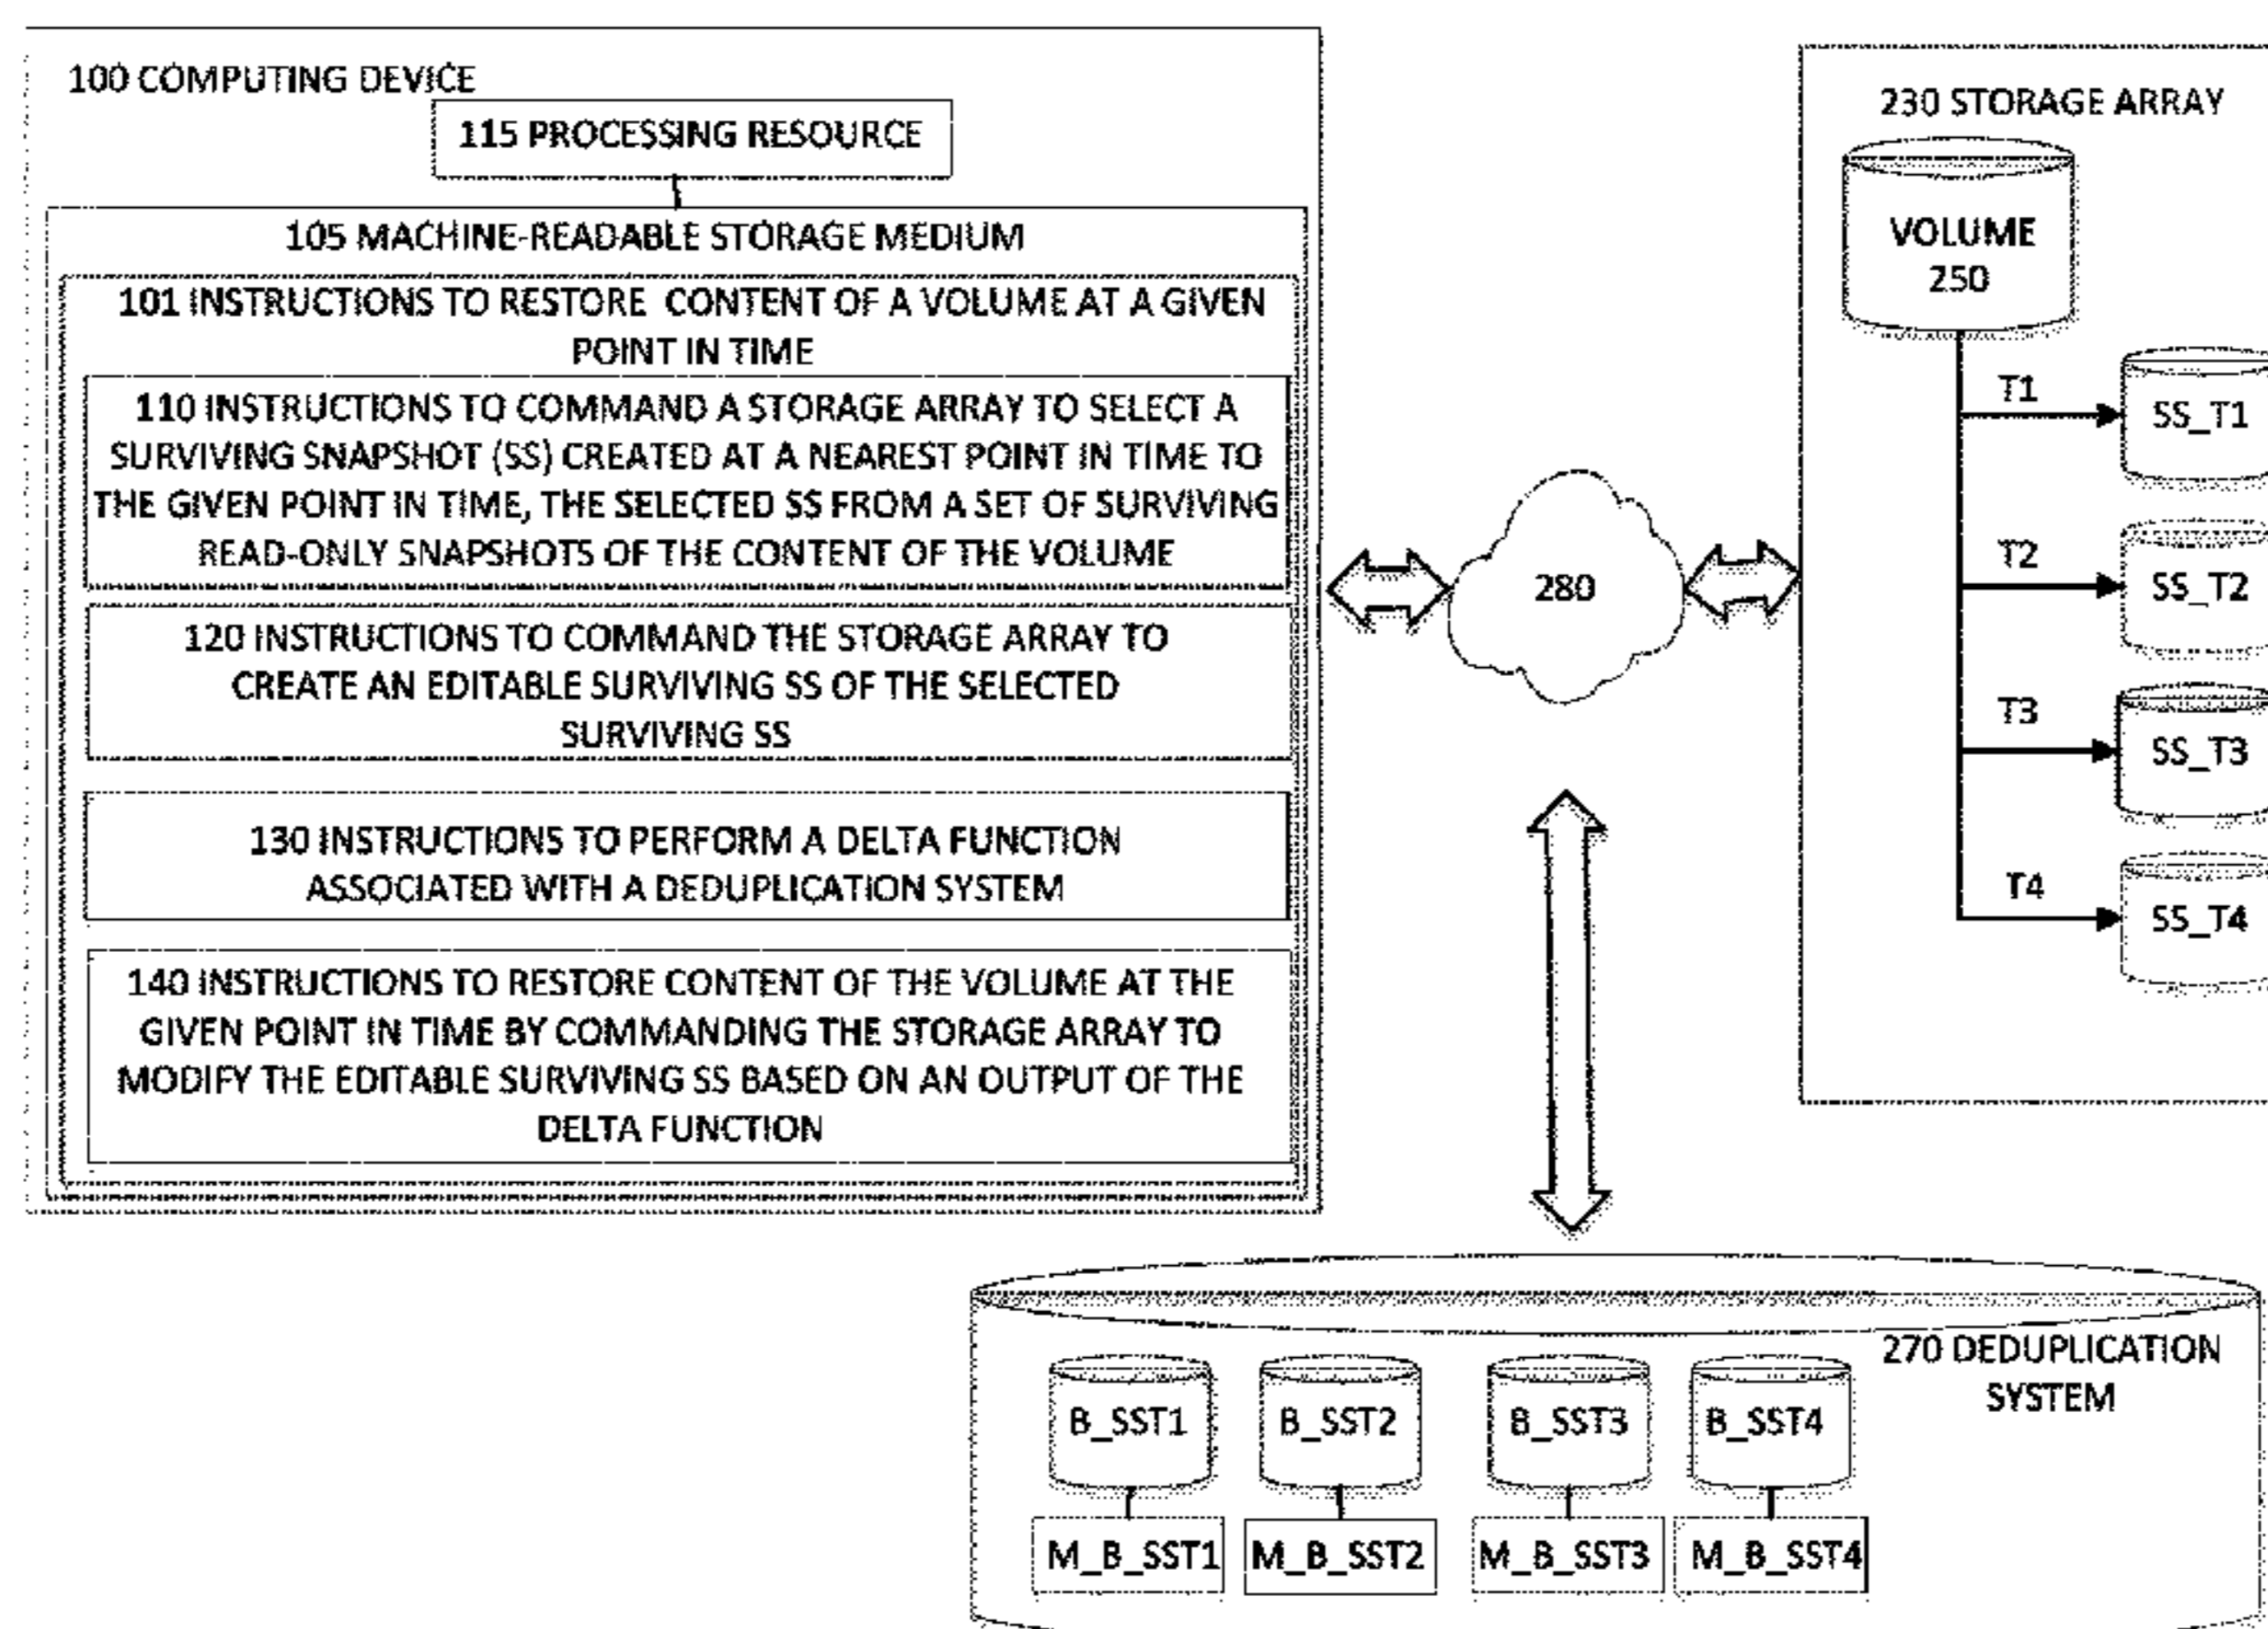 100 COMPUTING DEVICE
115 PROCESSING RESOURCE
105 MACHINE-READABLE STORAGE MEDIUM
101 INSTRUCTIONS TO RESTORE CONTENT OF A VOLUME AT A GIVEN
POINT IN TIME
110 INSTRUCTIONS TO COMMAND A STORAGE ARRAY TO SELECT A
SURVIVING SNAPSHOT (SS) CREATED AT A NEAREST POINT IN TIME TO
THE GIVEN POINT IN TIME, THE SELECTED SS FROM A SET OF SURVIVING
READ-ONLY SNAPSHOTS OF THE CONTENT OF THE VOLUME
120 INSTRUCTIONS TO COMMAND THE STORAGE ARRAY TO
CREATE AN EDITABLE SURVIVING SS OF THE SELECTED
SURVIVING SS
130 INSTRUCTIONS TO PERFORM A DELTA FUNCTION
ASSOCIATED WITH A DEDUPLICATION SYSTEM
140 INSTRUCTIONS TO RESTORE CONTENT OF THE VOLUME AT THE
GIVEN POINT IN TIME BY COMMANDING THE STORAGE ARRAY TO
MODIFY THE EDITABLE SURVIVING SS BASED ON AN OUTPUT OF THE
DELTA FUNCTION
280
230 STORAGE ARRAY
VOLUME
250
T1
SS_T1
T2
SS_T2
T3
SS_T3
T4
SS_T4
270 DEDUPLICATION
SYSTEM
B_SST1
B_SST2
B_SST3
B_SST4
M_B_SST1
M_B_SST2
M_B_SST3
M_B_SST4